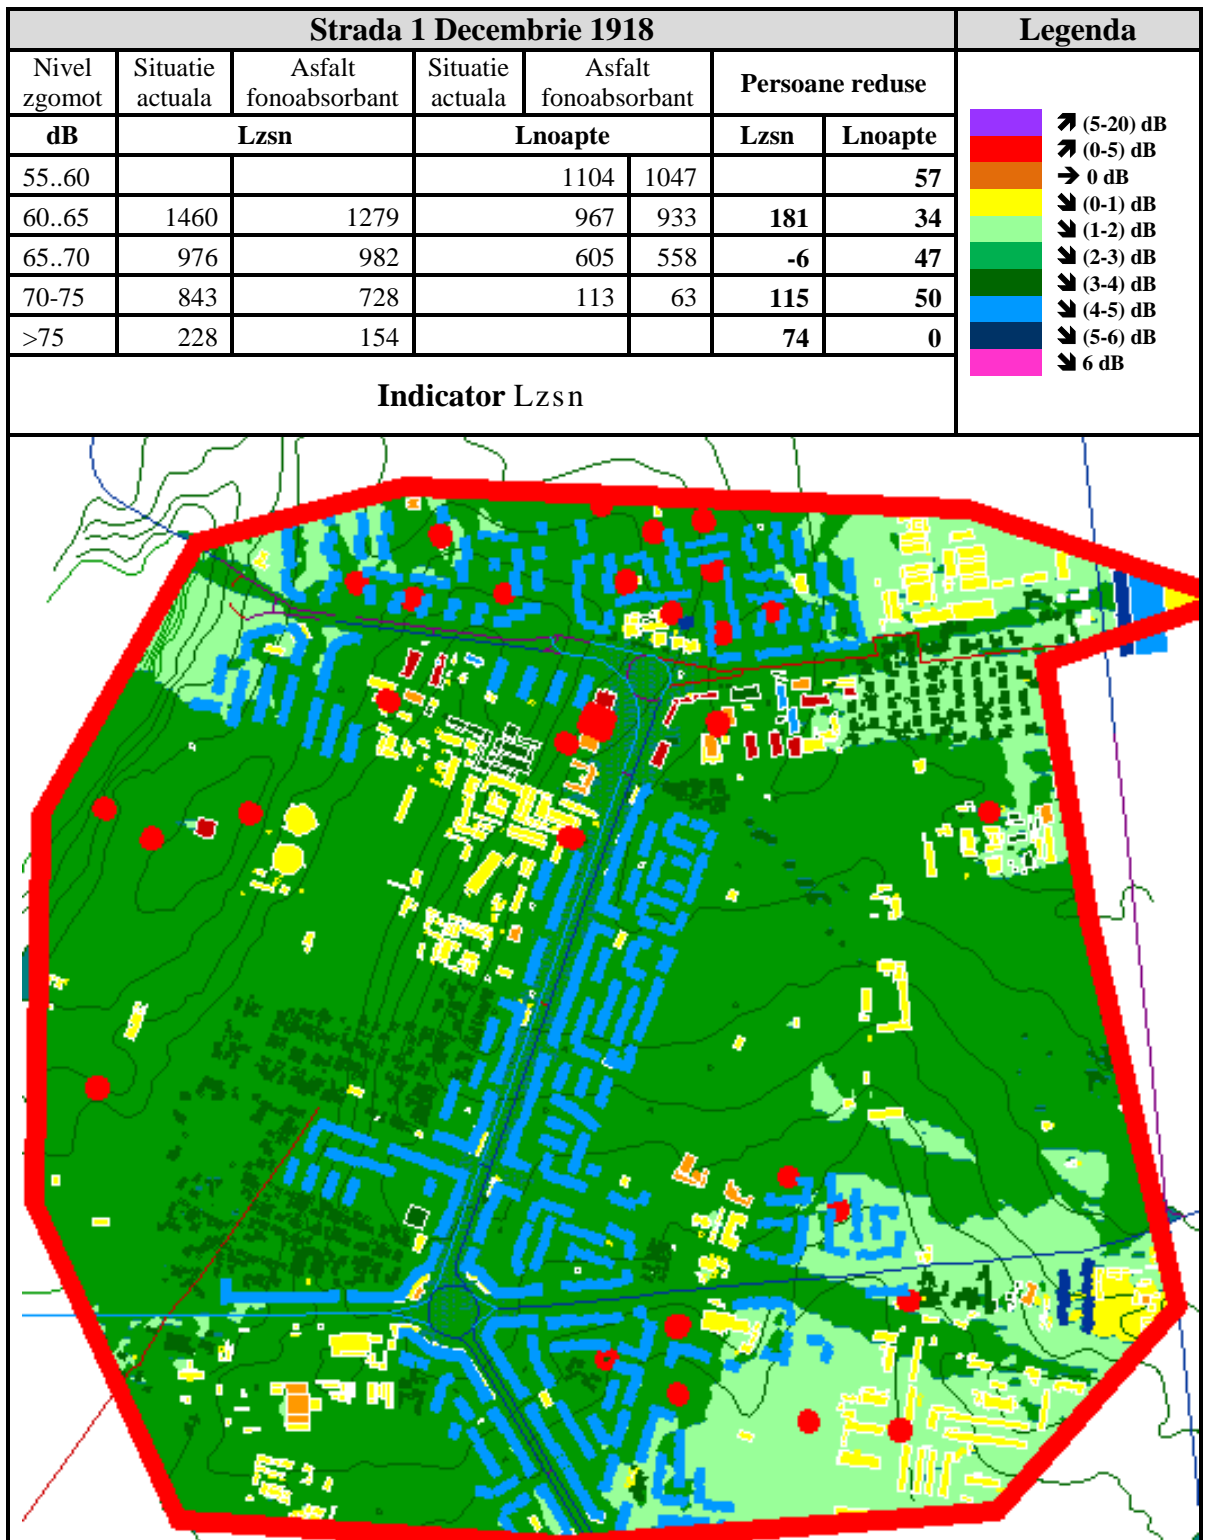 Strada 1 Decembrie 1918
Legenda
Nivel zgomot Situatie actuala Asfalt fonoabsorbant Situatie actuala Asfalt fonoabsorbant Persoane reduse
dB Lzsn Lnoapte Lzsn Lnoapte
55..60 1104 1047 57
60..65 1460 1279 967 933 181 34
65..70 976 982 605 558 -6 47
70-75 843 728 113 63 115 50
>75 228 154 74 0
Indicator Lzsn
↗ (5-20) dB
↗ (0-5) dB
→ 0 dB
↘ (0-1) dB
↘ (1-2) dB
↘ (2-3) dB
↘ (3-4) dB
↘ (4-5) dB
↘ (5-6) dB
↘ 6 dB